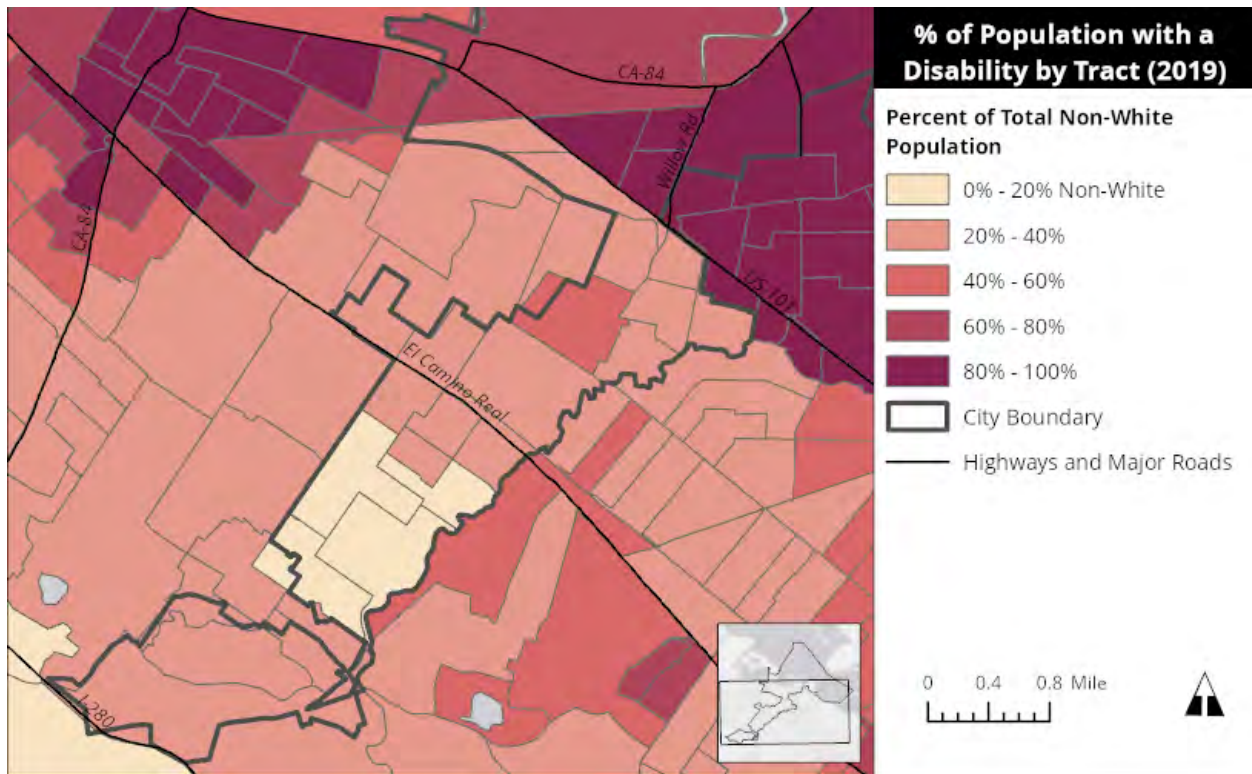 % of Population with a
Disability by Tract (2019)
Percent of Total Non-White
Population
0% - 20% Non-White
20% - 40%
40% - 60%
60% - 80%
80% - 100%
City Boundary
Highways and Major Roads
0 0.4 0.8 Mile
CA-84
Willow Rd
CA-84
US 101
El Camino Real
I-280